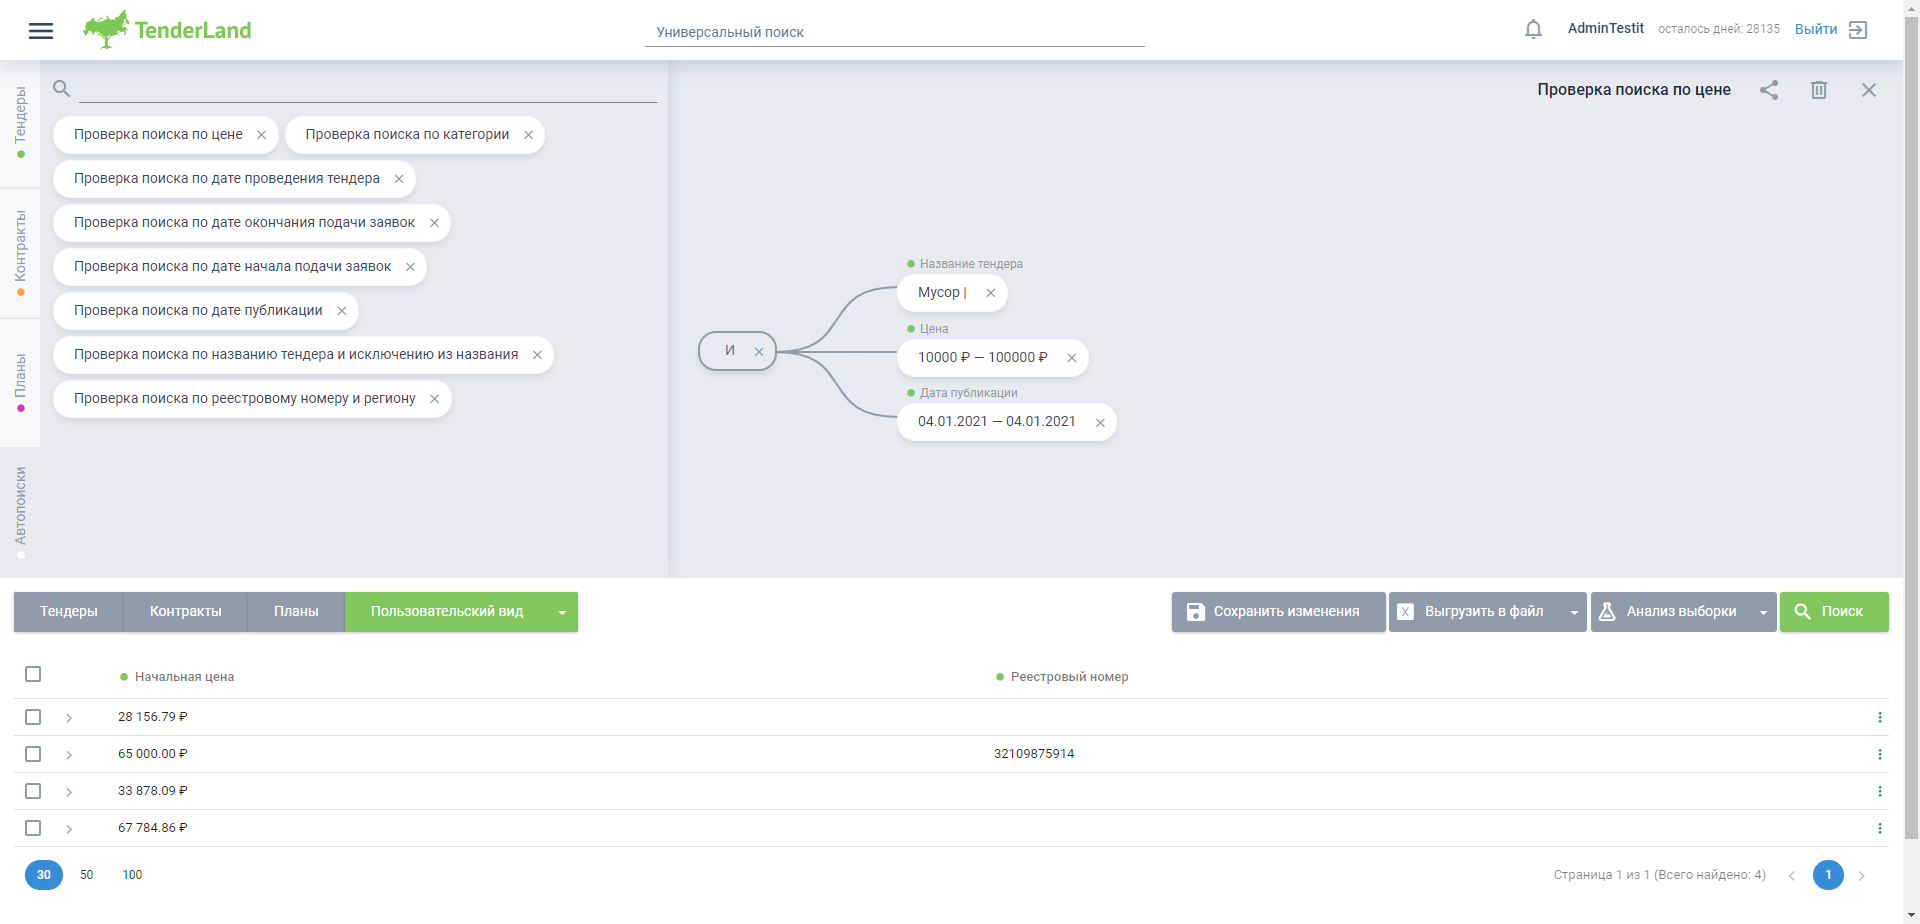 TenderLand
Универсальный поиск
AdminTestit
осталось дней: 28135
Выйти
Тендеры
Контракты
Планы
Автопоиски
Проверка поиска по цене
Проверка поиска по категории
Проверка поиска по дате проведения тендера
Проверка поиска по дате окончания подачи заявок
Проверка поиска по дате начала подачи заявок
Проверка поиска по дате публикации
Проверка поиска по названию тендера и исключению из названия
Проверка поиска по реестровому номеру и региону
Проверка поиска по цене
И
Название тендера
Мусор |
Цена
10000 ₽ — 100000 ₽
Дата публикации
04.01.2021 — 04.01.2021
Тендеры
Контракты
Планы
Пользовательский вид
Сохранить изменения
X Выгрузить в файл
Анализ выборки
Поиск
Начальная цена
Реестровый номер
28 156.79 ₽
65 000.00 ₽ 32109875914
33 878.09 ₽
67 784.86 ₽
30 50 100
Страница 1 из 1 (Всего найдено: 4) 1